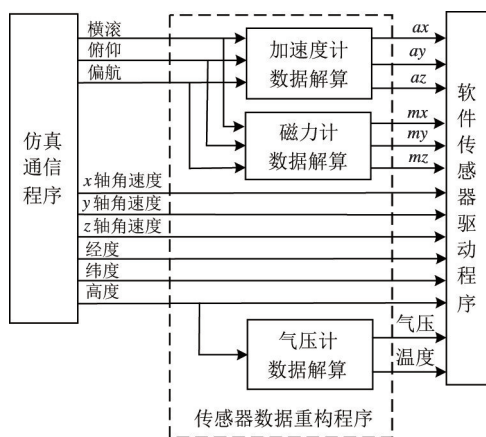 仿真
通信
程序
横滚
俯仰
偏航
x轴角速度
y轴角速度
z轴角速度
经度
纬度
高度
加速度计
数据解算
磁力计
数据解算
气压计
数据解算
传感器数据重构程序
ax
ay
az
mx
my
mz
气压
温度
软
件
传
感
器
驱
动
程
序